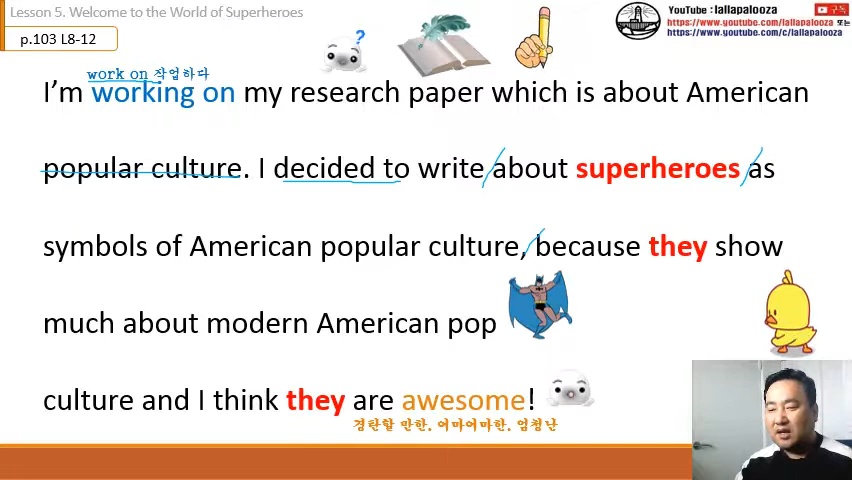 Lesson 5. Welcome to the World of Superheroes
YouTube : lallapalooza
구독
https://www.youtube.com/lallapalooza 또는
https://www.youtube.com/c/lallapalooza
p.103 L8-12
?
work on 작업하다
I'm working on my research paper which is about American
popular culture. I decided to write about superheroes as
symbols of American popular culture, because they show
much about modern American pop
culture and I think they are awesome!
경탄할 만한, 어마어마한, 엄청난